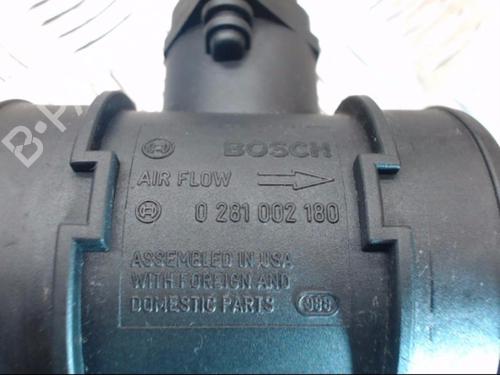 BOSCH
AIR FLOW
0 281 002 180
ASSEMBLED IN USA
WITH FOREIGN AND
DOMESTIC PARTS